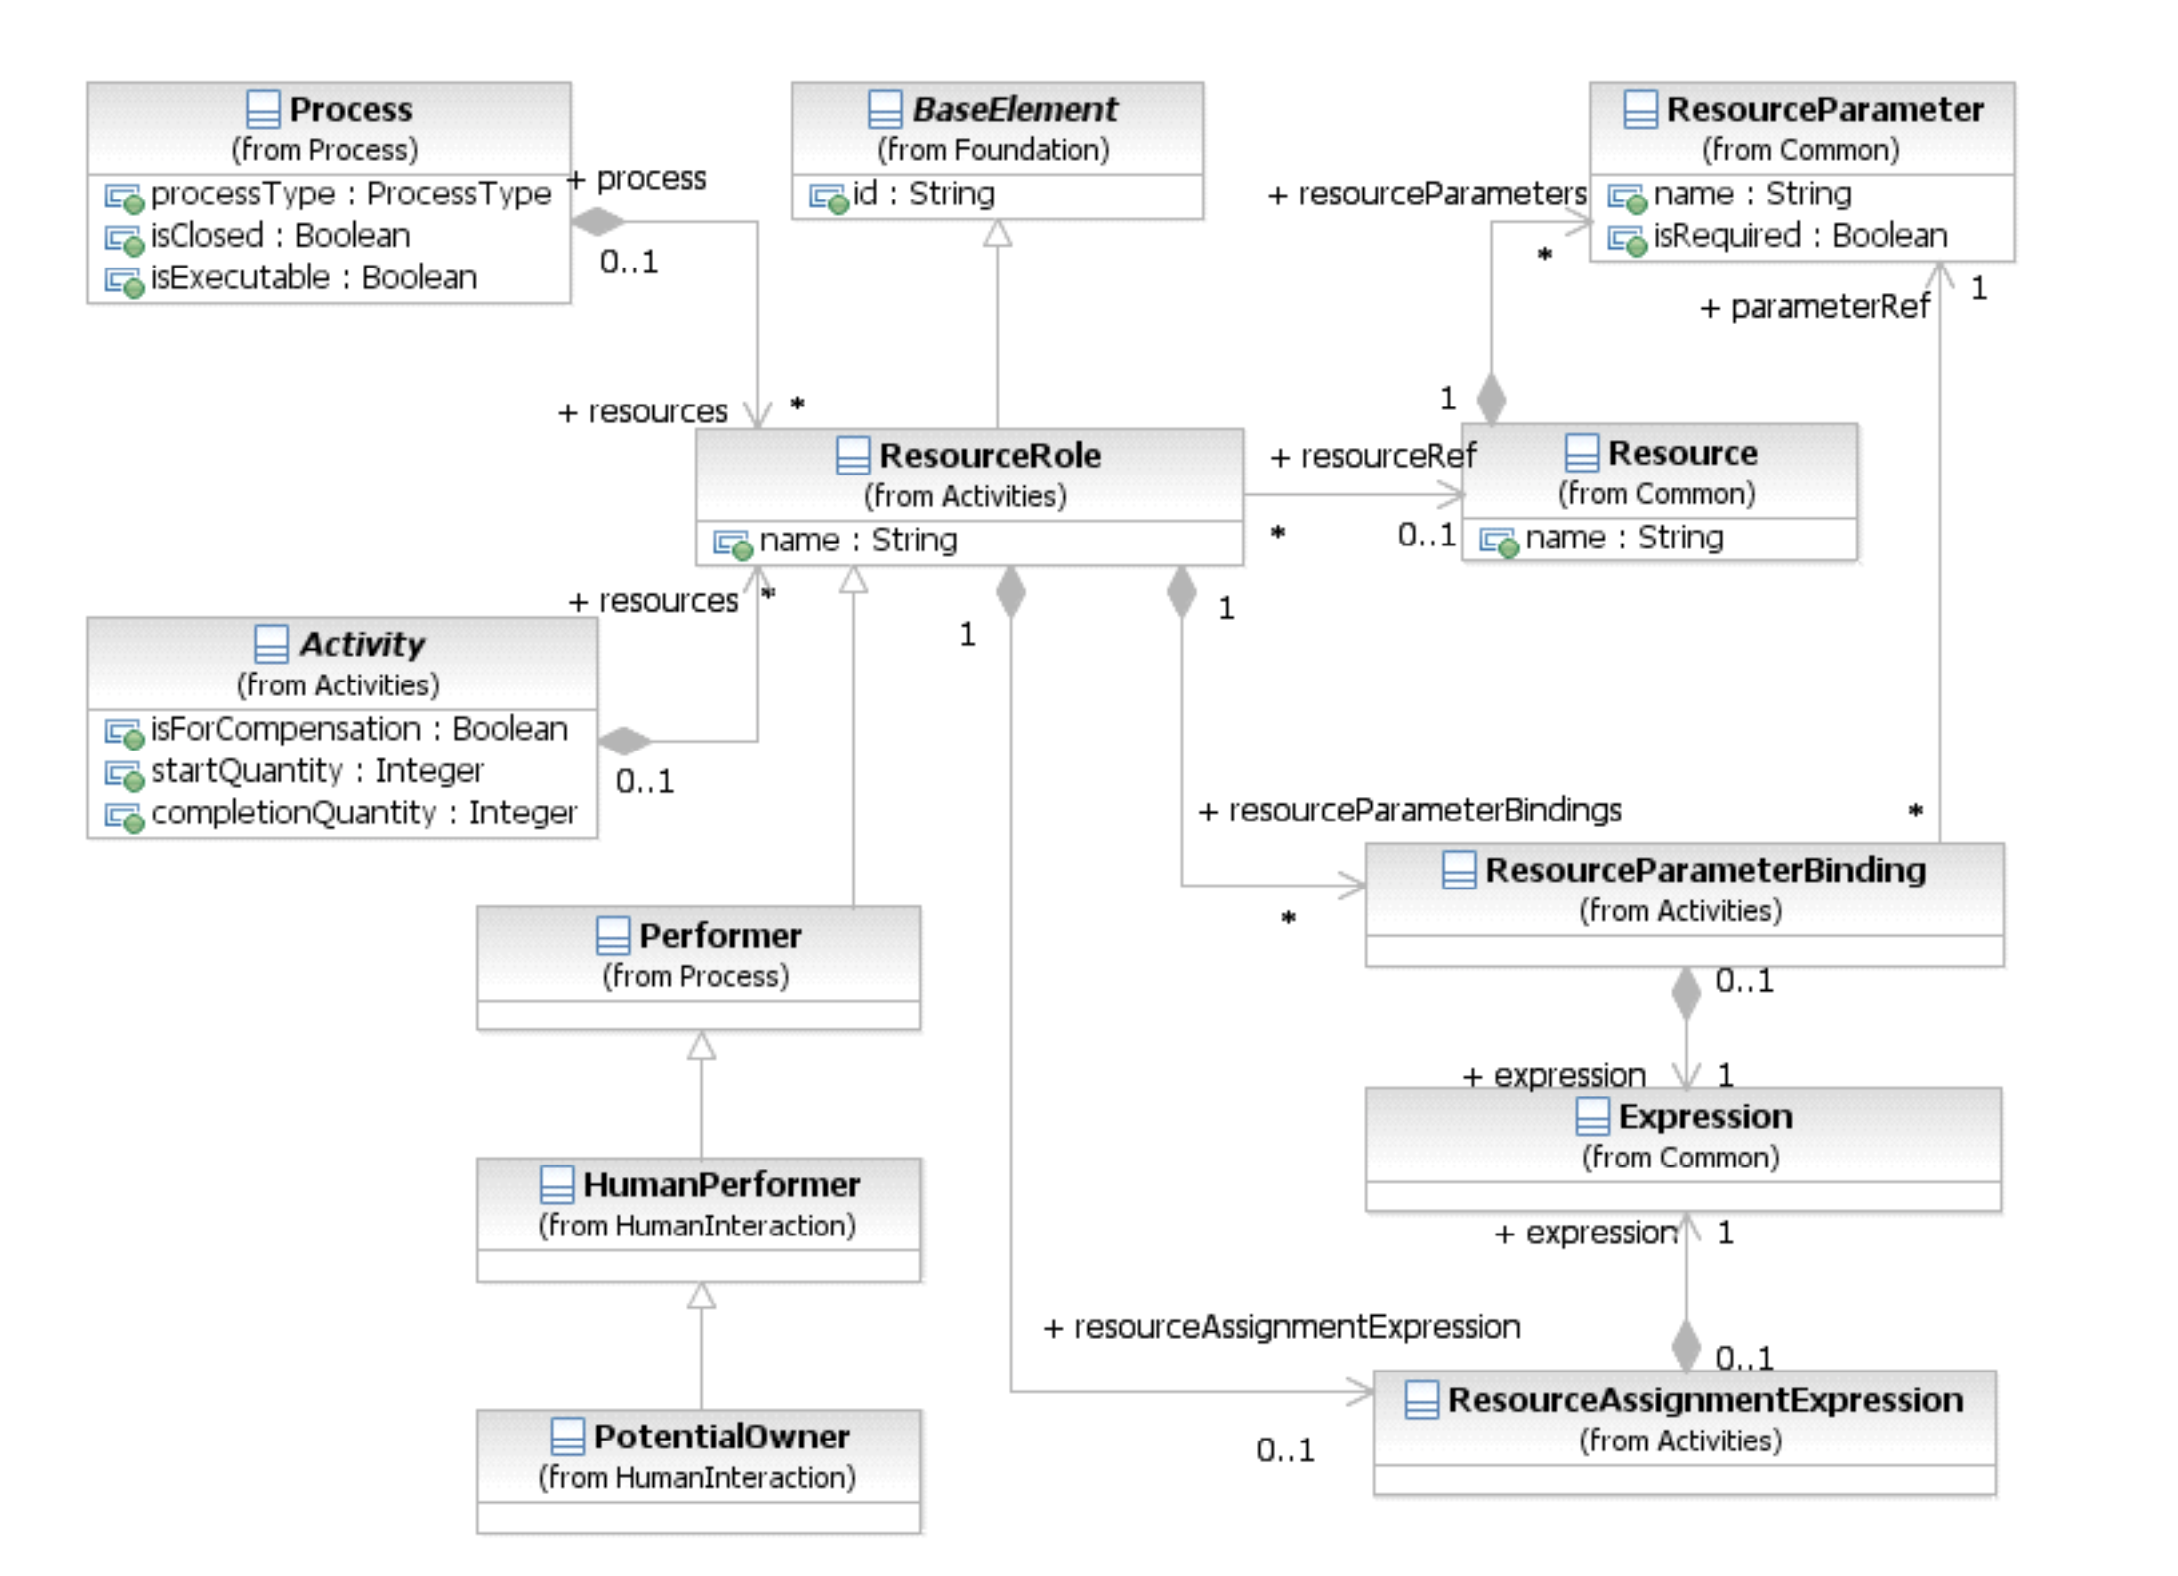 Process
(from Process)
processType : ProcessType
isClosed : Boolean
isExecutable : Boolean
+ process
0..1
BaseElement
(from Foundation)
id : String
ResourceParameter
(from Common)
name : String
isRequired : Boolean
+ resourceParameters
*
+ parameterRef
1
+ resources
*
1
ResourceRole
(from Activities)
name : String
+ resourceRef
*
0..1
Resource
(from Common)
name : String
+ resources
*
1
1
Activity
(from Activities)
isForCompensation : Boolean
startQuantity : Integer
completionQuantity : Integer
0..1
+ resourceParameterBindings
*
*
ResourceParameterBinding
(from Activities)
0..1
Performer
(from Process)
+ expression
1
Expression
(from Common)
+ expression
1
HumanPerformer
(from HumanInteraction)
+ resourceAssignmentExpression
0..1
0..1
ResourceAssignmentExpression
(from Activities)
PotentialOwner
(from HumanInteraction)